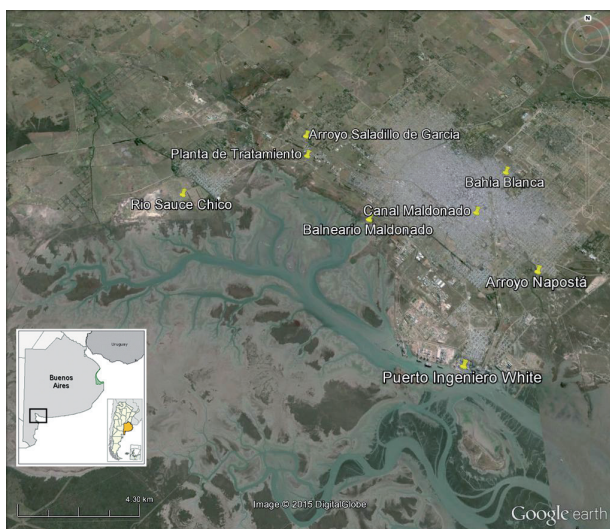 N
Arroyo Saladillo de García
Planta de Tratamiento
Bahía Blanca
Río Sauce Chico
Canal Maldonado
Balneario Maldonado
Arroyo Napostá
Uruguay
Buenos
Aires
Puerto Ingeniero White
4.30 km
Image © 2015 DigitalGlobe
Google earth